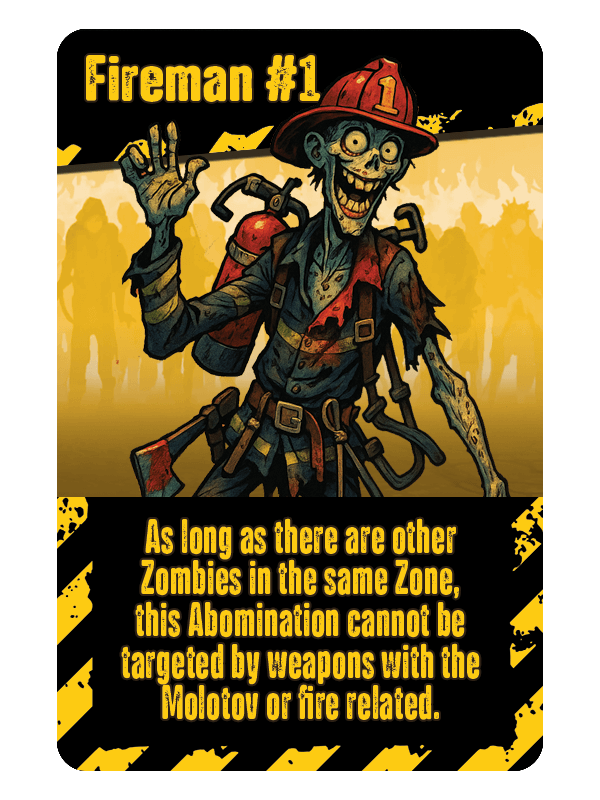 Fireman #1
1
As long as there are other
Zombies in the same Zone,
this Abomination cannot be
targeted by weapons with the
Molotov or fire related.